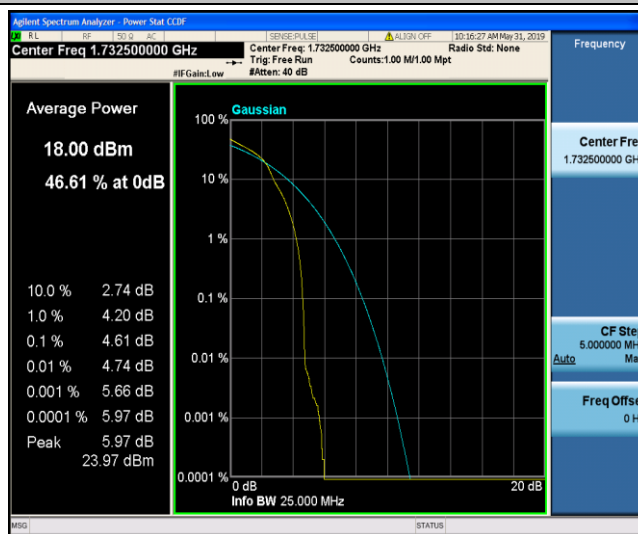 Agilent Spectrum Analyzer - Power Stat CCDF
RL RF 50 Ω AC SENSE:PULSE ALIGN OFF 10:16:27 AM May 31, 2019
Center Freq 1.732500000 GHz
Center Freq: 1.732500000 GHz Radio Std: None
Trig: Free Run Counts:1.00 M/1.00 Mpt
#IFGain:Low #Atten: 40 dB
Frequency
Average Power
18.00 dBm
46.61 % at 0dB
10.0 % 2.74 dB
1.0 % 4.20 dB
0.1 % 4.61 dB
0.01 % 4.74 dB
0.001 % 5.66 dB
0.0001 % 5.97 dB
Peak 5.97 dB
23.97 dBm
Gaussian
100 %
10 %
1 %
0.1 %
0.01 %
0.001 %
0.0001 %
0 dB 20 dB
Info BW 25.000 MHz
Center Fre
1.732500000 GH
CF Ste
5.000000 MH
Auto Ma
Freq Offse
0 H
MSG STATUS